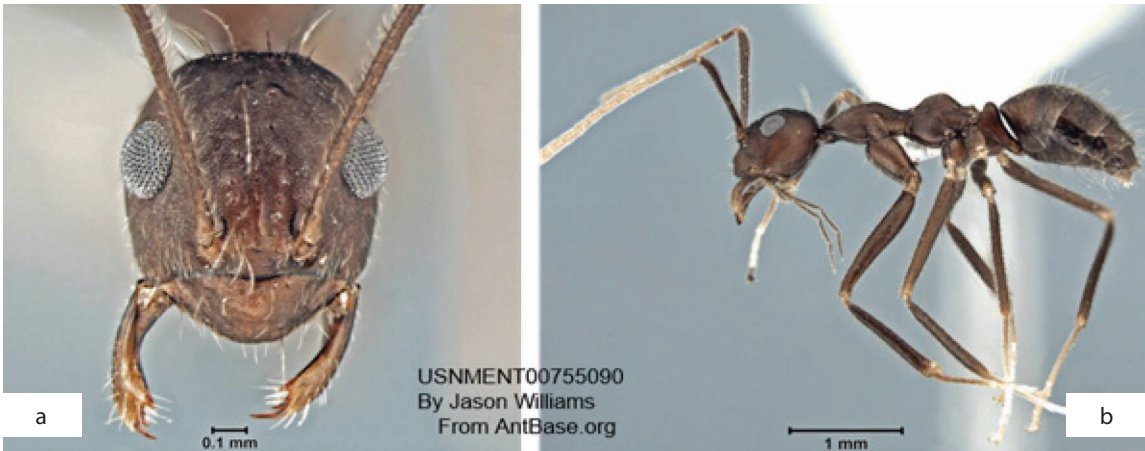 USNMENT00755090
By Jason Williams
From AntBase.org
a
0.1 mm
1 mm
b